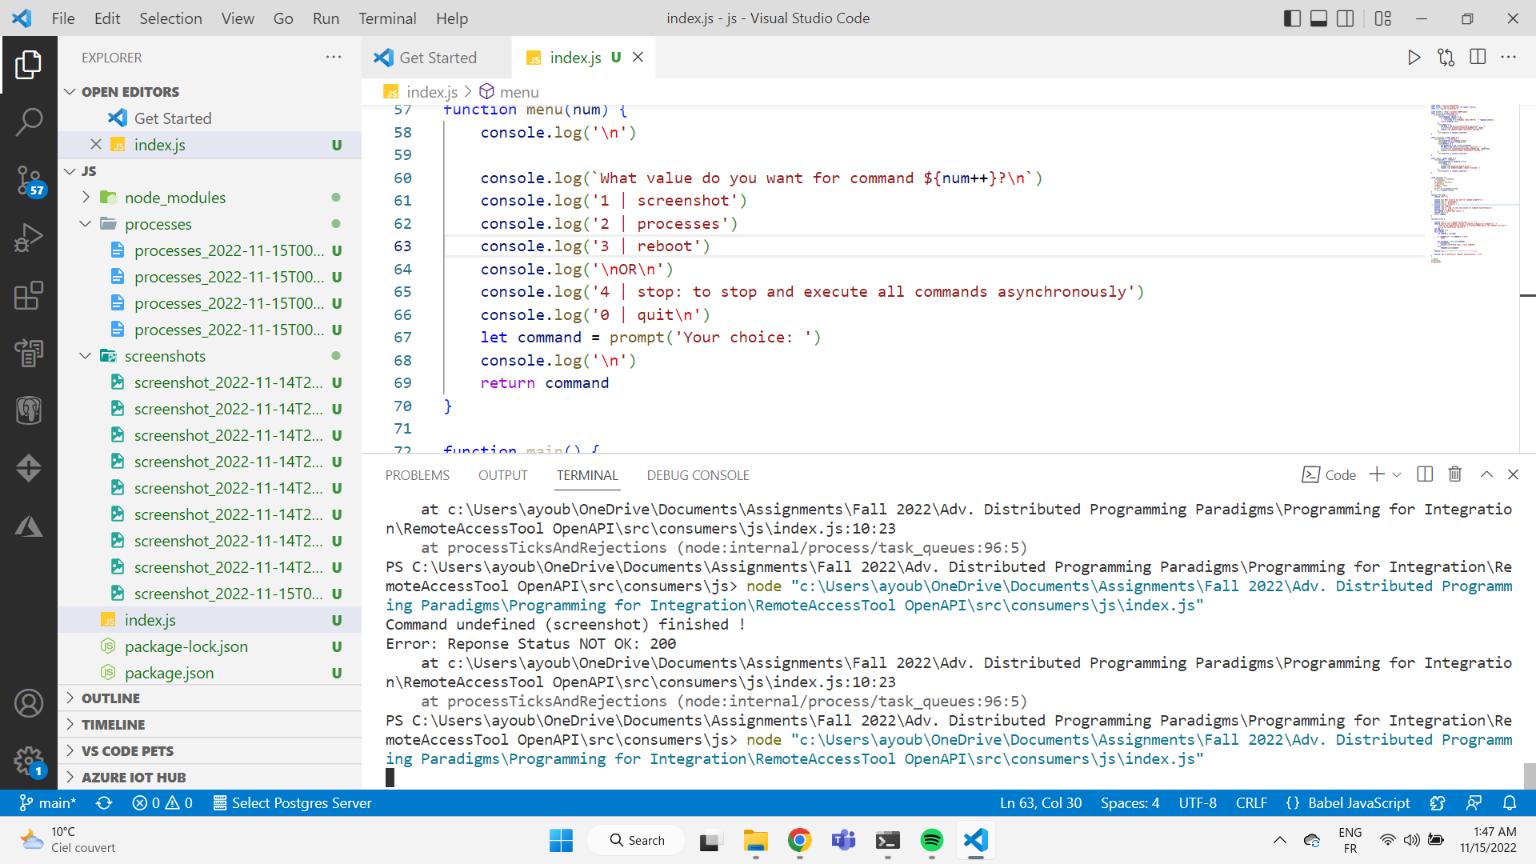 File Edit Selection View Go Run Terminal Help
index.js - js - Visual Studio Code
EXPLORER
OPEN EDITORS
Get Started
index.js U
JS
57
node_modules
processes
processes_2022-11-15T00... U
processes_2022-11-15T00... U
processes_2022-11-15T00... U
processes_2022-11-15T00... U
screenshots
screenshot_2022-11-14T2... U
screenshot_2022-11-14T2... U
screenshot_2022-11-14T2... U
screenshot_2022-11-14T2... U
screenshot_2022-11-14T2... U
screenshot_2022-11-14T2... U
screenshot_2022-11-14T2... U
screenshot_2022-11-14T2... U
screenshot_2022-11-15T0... U
index.js U
package-lock.json U
package.json U
OUTLINE
TIMELINE
VS CODE PETS
AZURE IOT HUB
1
Get Started
index.js U
index.js > menu
57 function menu(num) {
58 console.log('\n')
59
60 console.log(`What value do you want for command ${num++}?\n`)
61 console.log('1 | screenshot')
62 console.log('2 | processes')
63 console.log('3 | reboot')
64 console.log('\nOR\n')
65 console.log('4 | stop: to stop and execute all commands asynchronously')
66 console.log('0 | quit\n')
67 let command = prompt('Your choice: ')
68 console.log('\n')
69 return command
70 }
71
72 function main() {
PROBLEMS OUTPUT TERMINAL DEBUG CONSOLE
Code
at c:\Users\ayoub\OneDrive\Documents\Assignments\Fall 2022\Adv. Distributed Programming Paradigms\Programming for Integratio
n\RemoteAccessTool OpenAPI\src\consumers\js\index.js:10:23
at processTicksAndRejections (node:internal/process/task_queues:96:5)
PS C:\Users\ayoub\OneDrive\Documents\Assignments\Fall 2022\Adv. Distributed Programming Paradigms\Programming for Integration\Re
moteAccessTool OpenAPI\src\consumers\js> node "c:\Users\ayoub\OneDrive\Documents\Assignments\Fall 2022\Adv. Distributed Programm
ing Paradigms\Programming for Integration\RemoteAccessTool OpenAPI\src\consumers\js\index.js"
Command undefined (screenshot) finished !
Error: Reponse Status NOT OK: 200
at c:\Users\ayoub\OneDrive\Documents\Assignments\Fall 2022\Adv. Distributed Programming Paradigms\Programming for Integratio
n\RemoteAccessTool OpenAPI\src\consumers\js\index.js:10:23
at processTicksAndRejections (node:internal/process/task_queues:96:5)
PS C:\Users\ayoub\OneDrive\Documents\Assignments\Fall 2022\Adv. Distributed Programming Paradigms\Programming for Integration\Re
moteAccessTool OpenAPI\src\consumers\js> node "c:\Users\ayoub\OneDrive\Documents\Assignments\Fall 2022\Adv. Distributed Programm
ing Paradigms\Programming for Integration\RemoteAccessTool OpenAPI\src\consumers\js\index.js"
main* 0 0 Select Postgres Server Ln 63, Col 30 Spaces: 4 UTF-8 CRLF {} Babel JavaScript
10°C
Ciel couvert
Search
ENG
FR
1:47 AM
11/15/2022